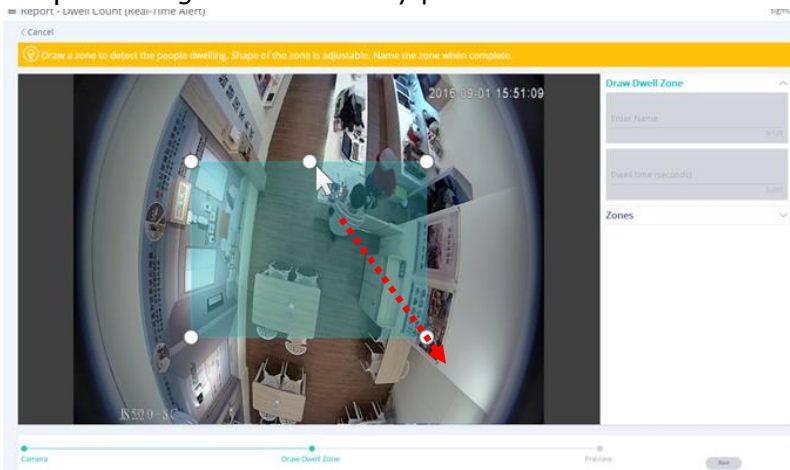 Report - Dwell Count (Real-Time Alert)
< Cancel
Draw a zone to detect the people dwelling. Shape of the zone is adjustable. Name the zone when complete.
2016-09-01 15:51:09
Draw Dwell Zone
Enter Name
Dwell time (seconds)
Zones
Camera
Draw Dwell Zone
Preview
Next